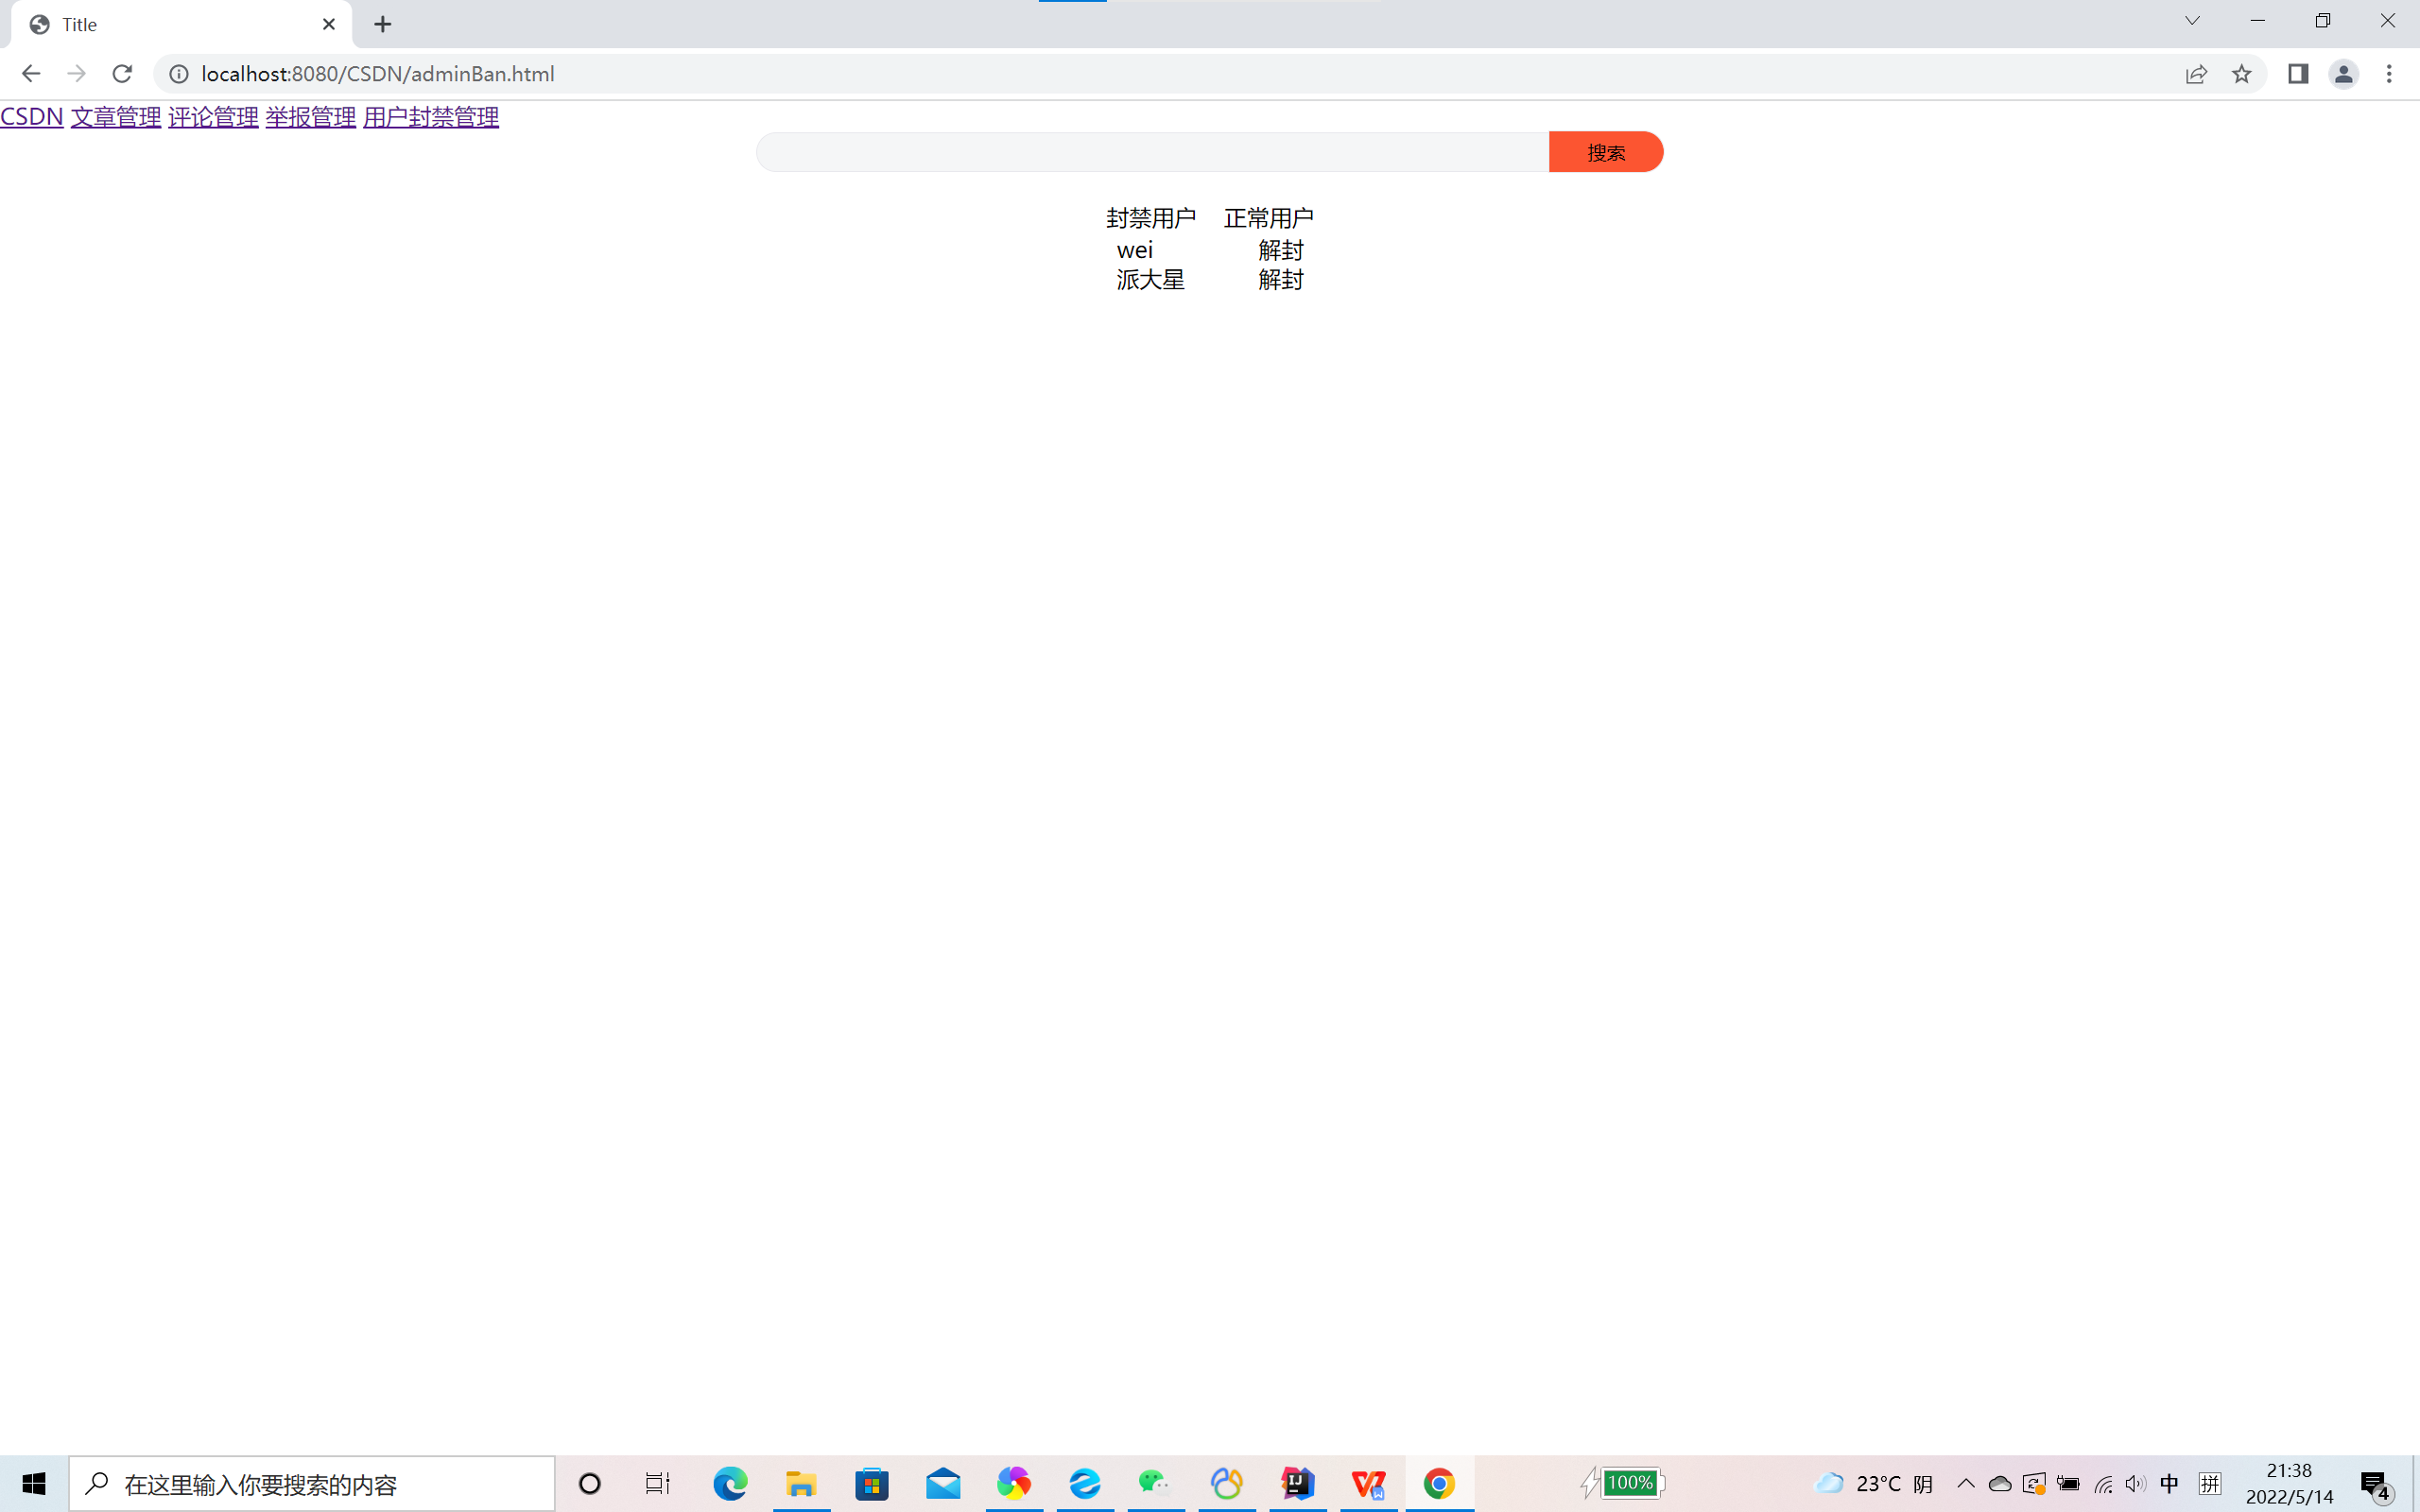 Title
localhost:8080/CSDN/adminBan.html
CSDN 文章管理 评论管理 举报管理 用户封禁管理
搜索
封禁用户 正常用户
wei 解封
派大星 解封
在这里输入你要搜索的内容
100%
23°C 阴
中
拼
21:38
2022/5/14
4